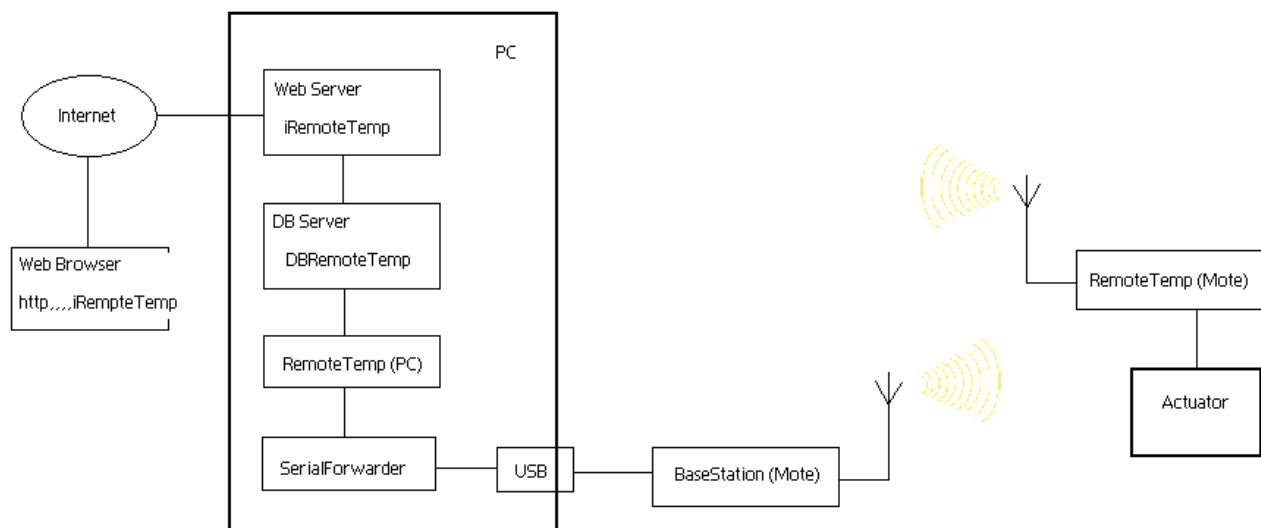 PC
Web Server
iRemoteTemp
Internet
DB Server
DBRemoteTemp
Web Browser
http,,,,iRempteTemp
RemoteTemp (PC)
SerialForwarder
USB
BaseStation (Mote)
RemoteTemp (Mote)
Actuator